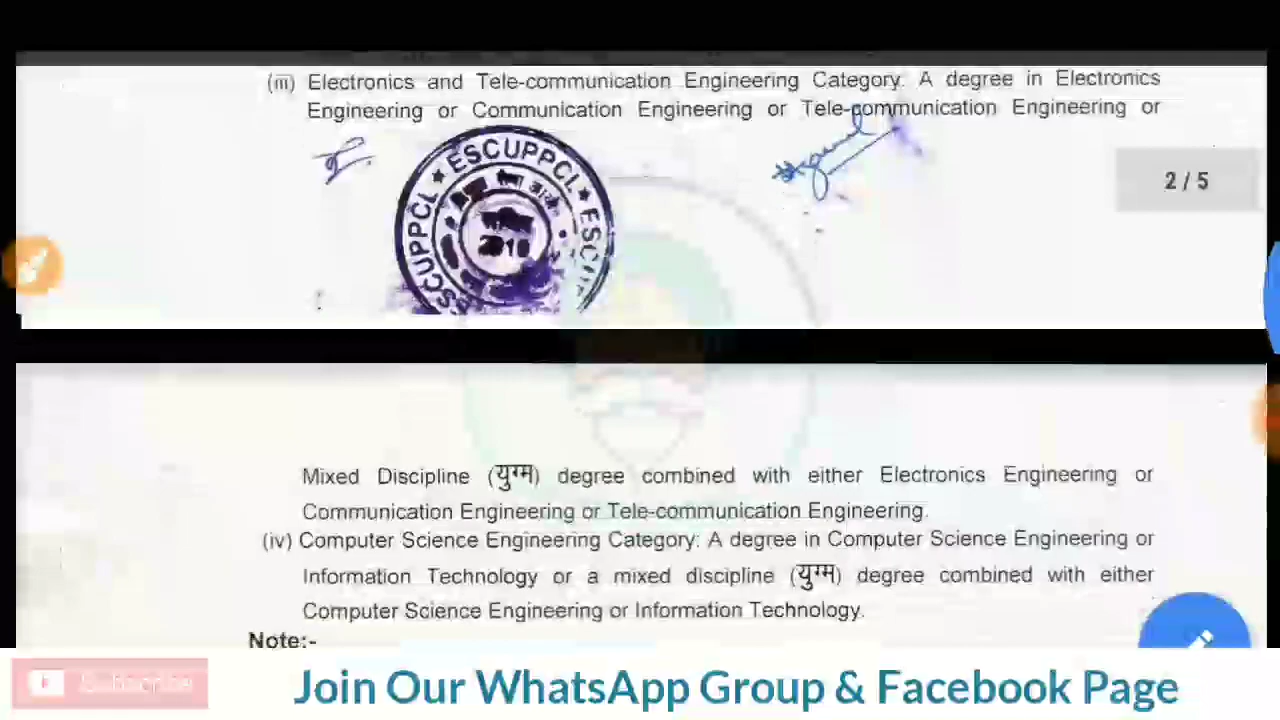 (iii) Electronics and Tele-communication Engineering Category: A degree in Electronics
Engineering or Communication Engineering or Tele-communication Engineering or
ESCUPPCL ★ ESCUPPCL ★
2 / 5
Mixed Discipline (युग्म) degree combined with either Electronics Engineering or
Communication Engineering or Tele-communication Engineering.
(iv) Computer Science Engineering Category: A degree in Computer Science Engineering or
Information Technology or a mixed discipline (युग्म) degree combined with either
Computer Science Engineering or Information Technology.
Note:-
Subscribe
Join Our WhatsApp Group & Facebook Page